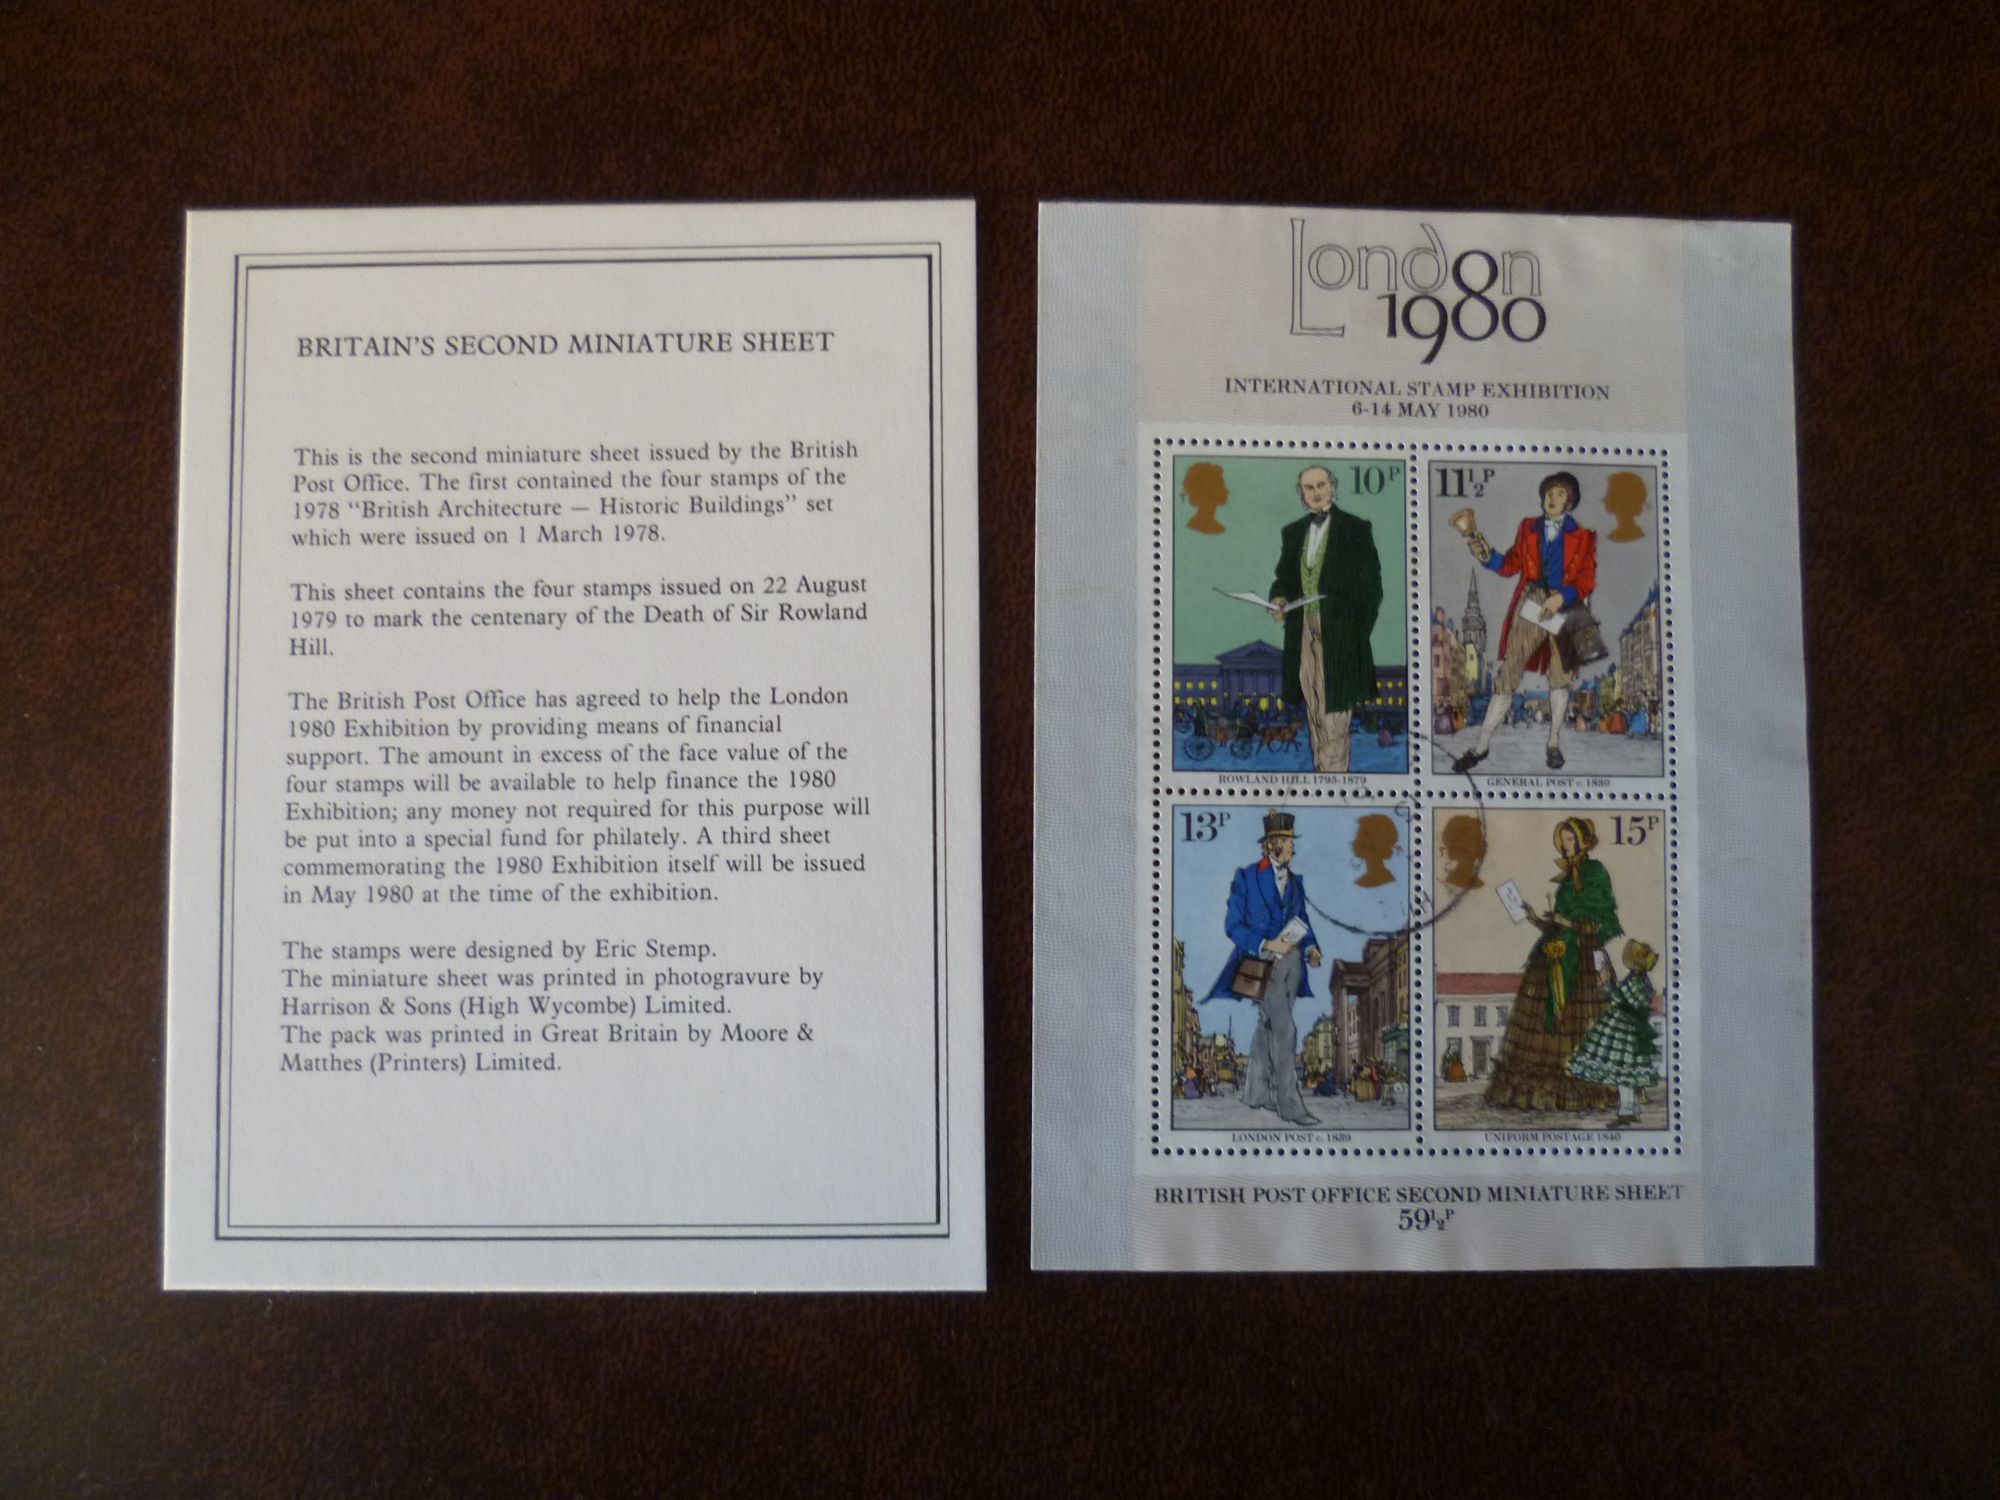 BRITAIN'S SECOND MINIATURE SHEET
This is the second miniature sheet issued by the British
Post Office. The first contained the four stamps of the
1978 “British Architecture — Historic Buildings” set
which were issued on 1 March 1978.
This sheet contains the four stamps issued on 22 August
1979 to mark the centenary of the Death of Sir Rowland
Hill.
The British Post Office has agreed to help the London
1980 Exhibition by providing means of financial
support. The amount in excess of the face value of the
four stamps will be available to help finance the 1980
Exhibition; any money not required for this purpose will
be put into a special fund for philately. A third sheet
commemorating the 1980 Exhibition itself will be issued
in May 1980 at the time of the exhibition.
The stamps were designed by Eric Stemp.
The miniature sheet was printed in photogravure by
Harrison & Sons (High Wycombe) Limited.
The pack was printed in Great Britain by Moore &
Matthes (Printers) Limited.
London
1980
INTERNATIONAL STAMP EXHIBITION
6-14 MAY 1980
10P
ROWLAND HILL 1795-1879
11½P
GENERAL POST c. 1839
13P
LONDON POST c. 1839
15P
UNIFORM POSTAGE 1840
BRITISH POST OFFICE SECOND MINIATURE SHEET
59½P